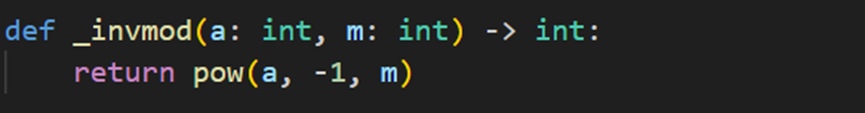 def _invmod(a: int, m: int) -> int:
    return pow(a, -1, m)